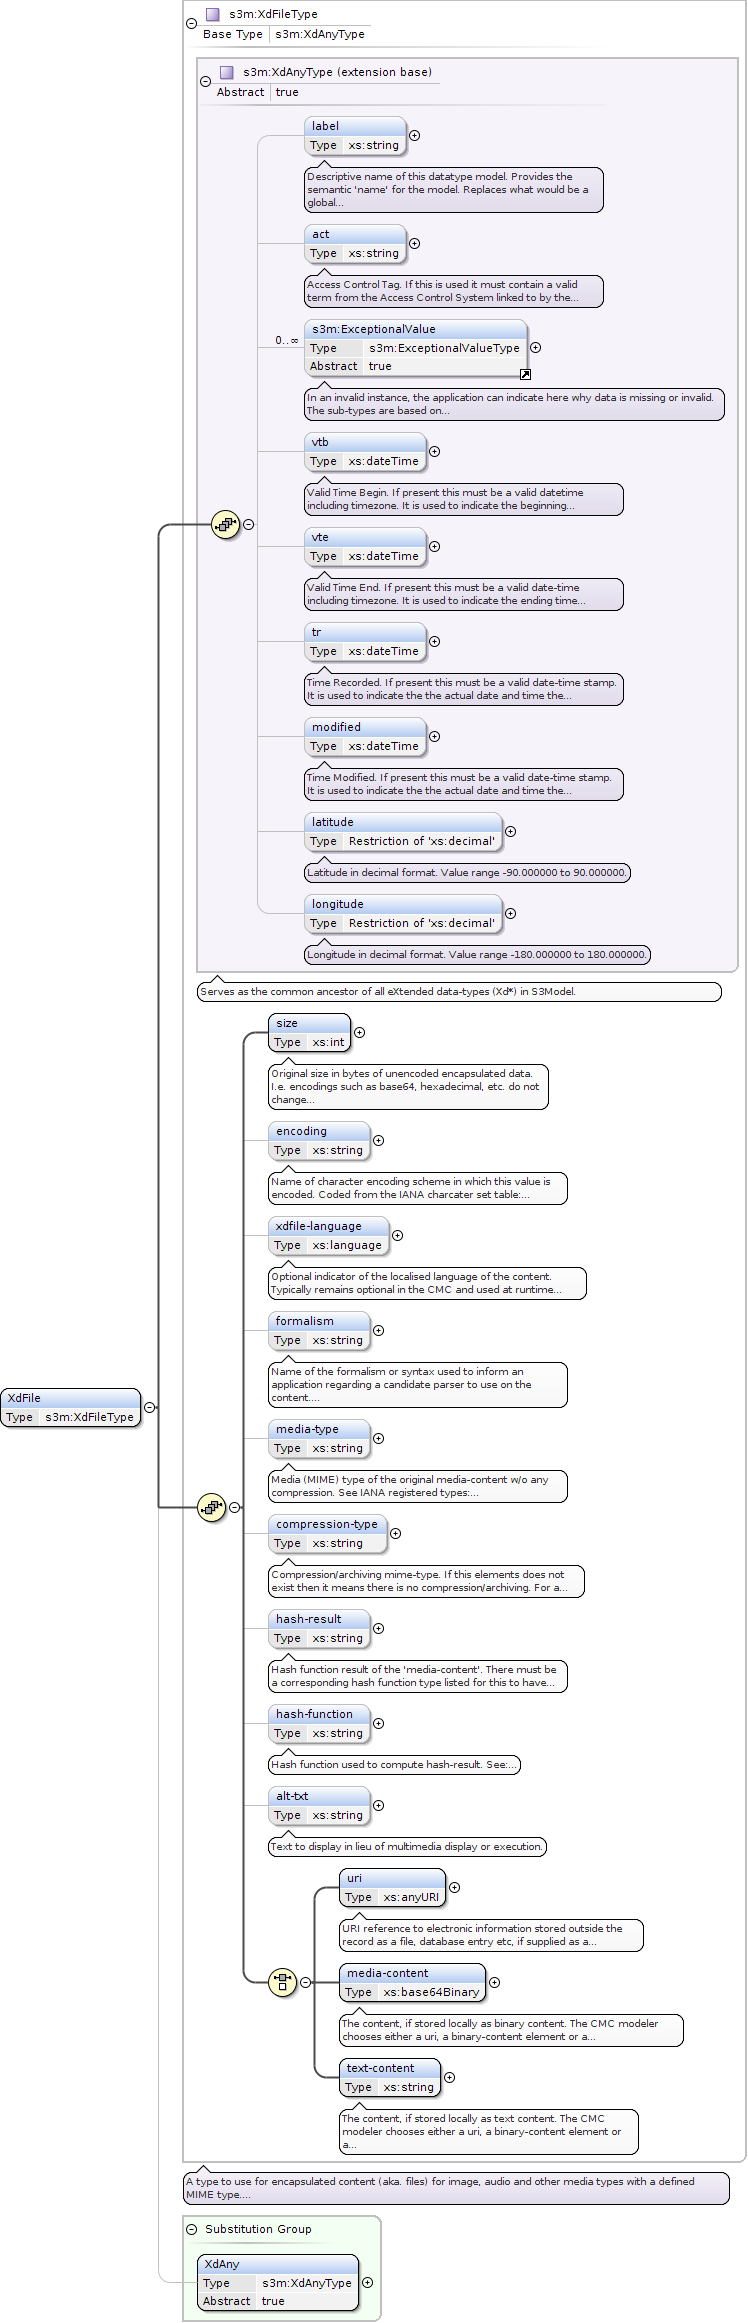 s3m:XdFileType
Base Type s3m:XdAnyType
s3m:XdAnyType (extension base)
Abstract true
label
Type xs:string
Descriptive name of this datatype model. Provides the
semantic 'name' for the model. Replaces what would be a
global...
act
Type xs:string
Access Control Tag. If this is used it must contain a valid
term from the Access Control System linked to by the...
0..∞
s3m:ExceptionalValue
Type s3m:ExceptionalValueType
Abstract true
In an invalid instance, the application can indicate here why data is missing or invalid.
The sub-types are based on...
vtb
Type xs:dateTime
Valid Time Begin. If present this must be a valid datetime
including timezone. It is used to indicate the beginning...
vte
Type xs:dateTime
Valid Time End. If present this must be a valid date-time
including timezone. It is used to indicate the ending time...
tr
Type xs:dateTime
Time Recorded. If present this must be a valid date-time stamp.
It is used to indicate the the actual date and time the...
modified
Type xs:dateTime
Time Modified. If present this must be a valid date-time stamp.
It is used to indicate the the actual date and time the...
latitude
Type Restriction of 'xs:decimal'
Latitude in decimal format. Value range -90.000000 to 90.000000.
longitude
Type Restriction of 'xs:decimal'
Longitude in decimal format. Value range -180.000000 to 180.000000.
Serves as the common ancestor of all eXtended data-types (Xd*) in S3Model.
size
Type xs:int
Original size in bytes of unencoded encapsulated data.
I.e. encodings such as base64, hexadecimal, etc. do not
change...
encoding
Type xs:string
Name of character encoding scheme in which this value is
encoded. Coded from the IANA charcater set table:...
xdfile-language
Type xs:language
Optional indicator of the localised language of the content.
Typically remains optional in the CMC and used at runtime...
formalism
Type xs:string
Name of the formalism or syntax used to inform an
application regarding a candidate parser to use on the
content....
XdFile
Type s3m:XdFileType
media-type
Type xs:string
Media (MIME) type of the original media-content w/o any
compression. See IANA registered types:...
compression-type
Type xs:string
Compression/archiving mime-type. If this elements does not
exist then it means there is no compression/archiving. For a...
hash-result
Type xs:string
Hash function result of the 'media-content'. There must be
a corresponding hash function type listed for this to have...
hash-function
Type xs:string
Hash function used to compute hash-result. See:...
alt-txt
Type xs:string
Text to display in lieu of multimedia display or execution.
uri
Type xs:anyURI
URI reference to electronic information stored outside the
record as a file, database entry etc, if supplied as a...
media-content
Type xs:base64Binary
The content, if stored locally as binary content. The CMC modeler
chooses either a uri, a binary-content element or a...
text-content
Type xs:string
The content, if stored locally as text content. The CMC
modeler chooses either a uri, a binary-content element or
a...
A type to use for encapsulated content (aka. files) for image, audio and other media types with a defined
MIME type....
Substitution Group
XdAny
Type s3m:XdAnyType
Abstract true